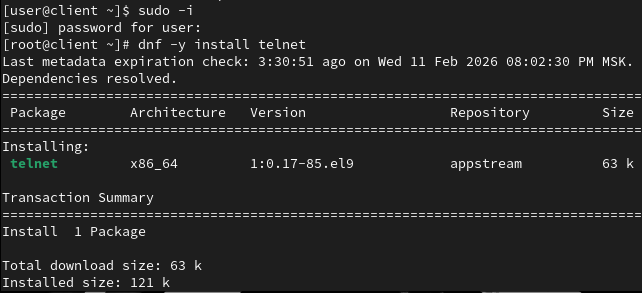 [user@client ~]$ sudo -i
[sudo] password for user:
[root@client ~]# dnf -y install telnet
Last metadata expiration check: 3:30:51 ago on Wed 11 Feb 2026 08:02:30 PM MSK.
Dependencies resolved.
================================================================================
Package Architecture Version Repository Size
================================================================================
Installing:
telnet x86_64 1:0.17-85.el9 appstream 63 k
Transaction Summary
================================================================================
Install 1 Package
Total download size: 63 k
Installed size: 121 k